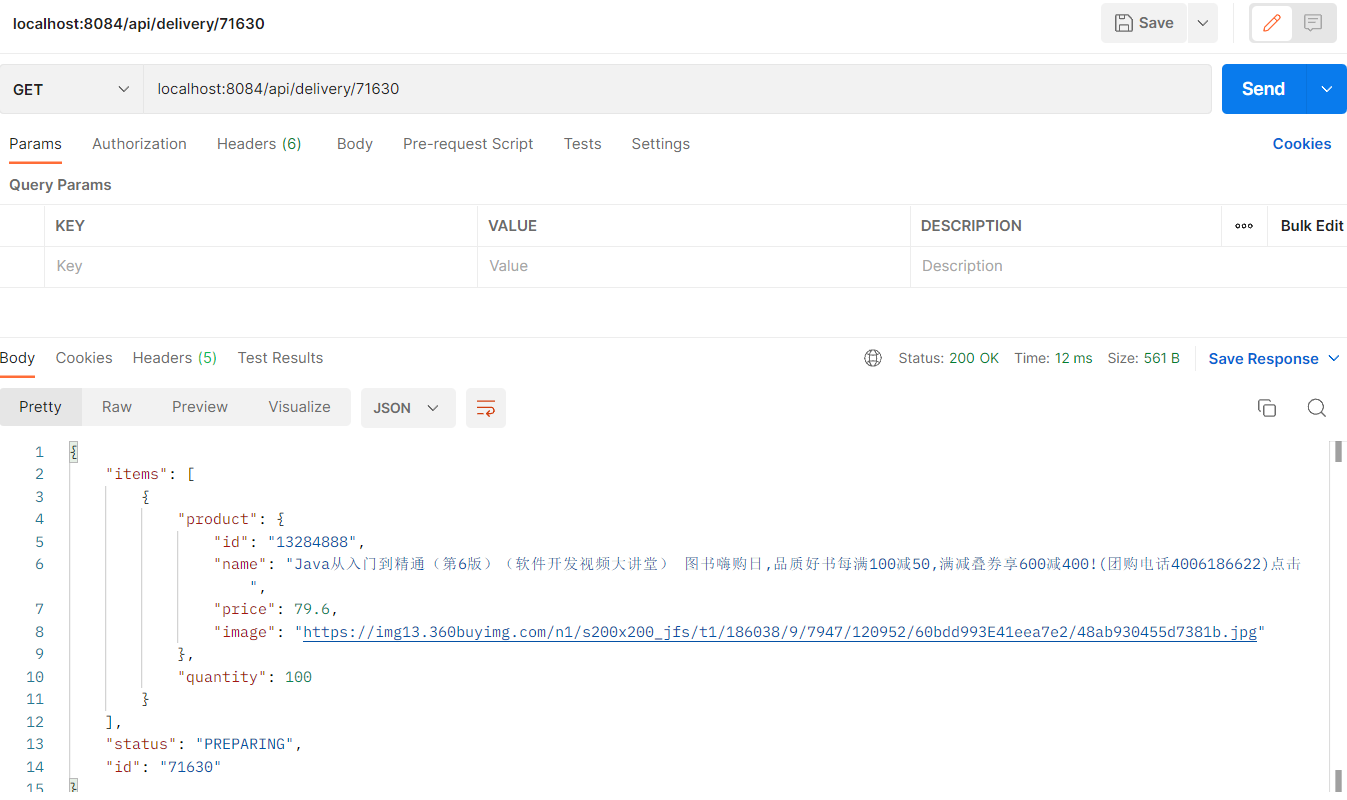 localhost:8084/api/delivery/71630
Save
GET
localhost:8084/api/delivery/71630
Send
Params Authorization Headers (6) Body Pre-request Script Tests Settings Cookies
Query Params
KEY VALUE DESCRIPTION Bulk Edit
Key Value Description
Body Cookies Headers (5) Test Results Status: 200 OK Time: 12 ms Size: 561 B Save Response
Pretty Raw Preview Visualize JSON
1 {
2 "items": [
3 {
4 "product": {
5 "id": "13284888",
6 "name": "Java从入门到精通（第6版）（软件开发视频大讲堂） 图书嗨购日,品质好书每满100减50,满减叠券享600减400!(团购电话4006186622)点击
",
7 "price": 79.6,
8 "image": "https://img13.360buyimg.com/n1/s200x200_jfs/t1/186038/9/7947/120952/60bdd993E41eea7e2/48ab930455d7381b.jpg"
9 },
10 "quantity": 100
11 }
12 ],
13 "status": "PREPARING",
14 "id": "71630"
15 }